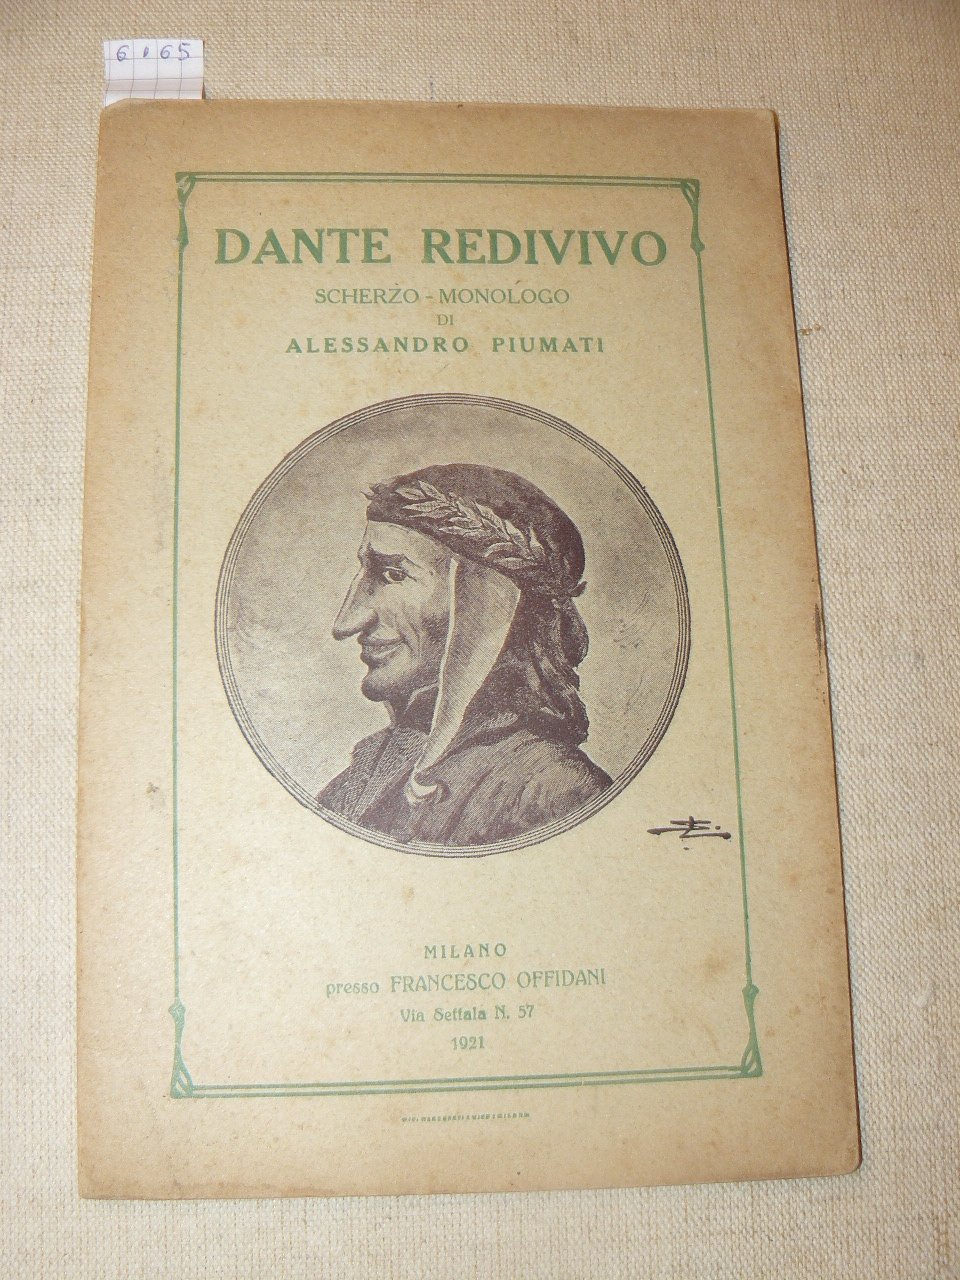 6165
DANTE REDIVIVO
SCHERZO - MONOLOGO
DI
ALESSANDRO PIUMATI
MILANO
presso FRANCESCO OFFIDANI
Via Settala N. 57
1921